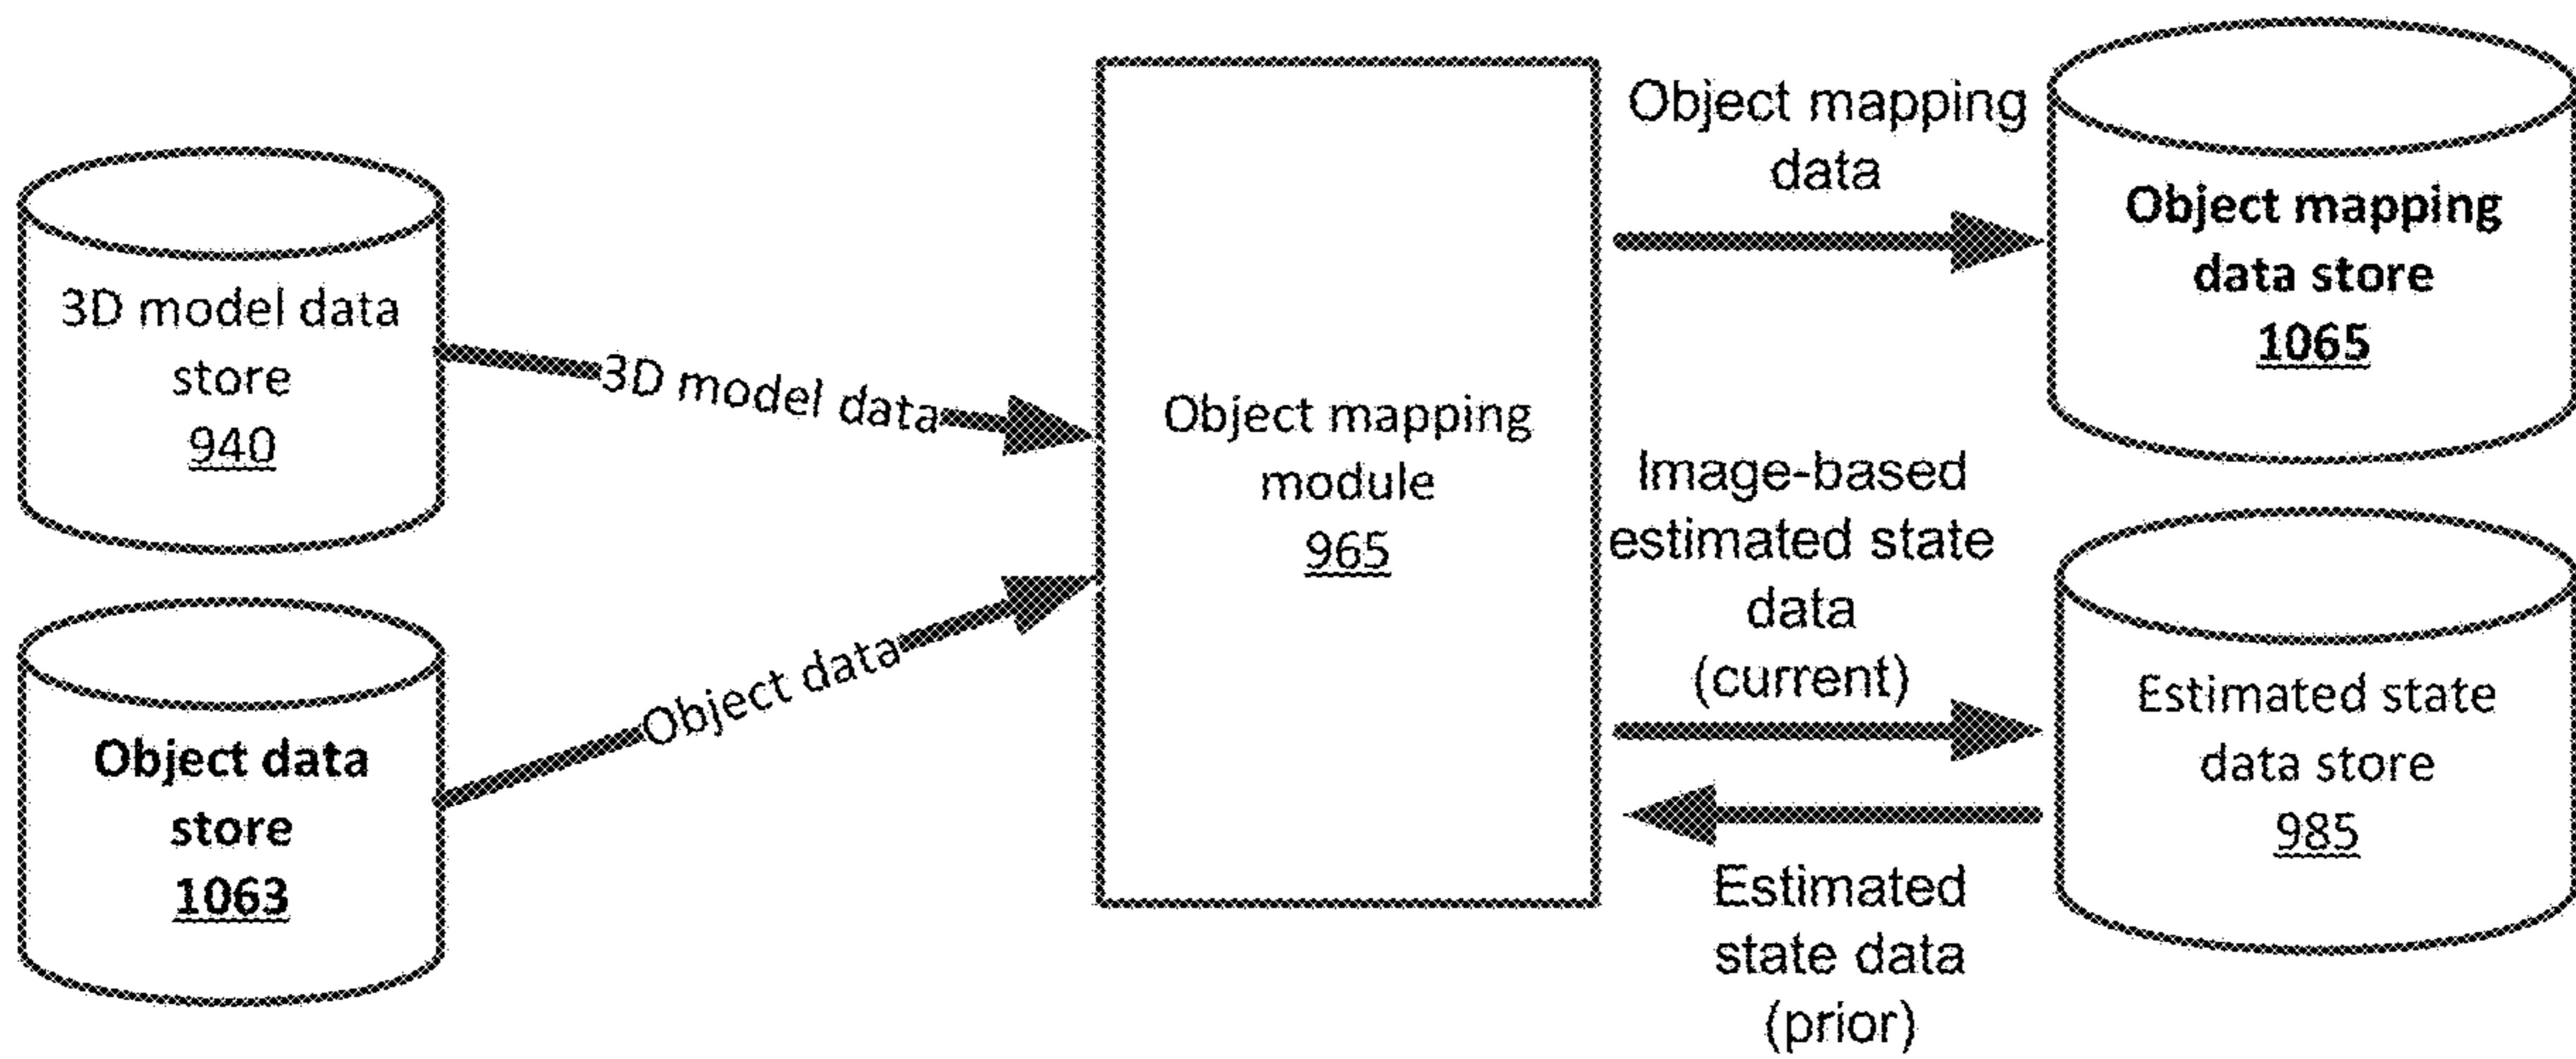 3D model data
store
940
3D model data
Object data
store
1063
Object data
Object mapping
module
965
Object mapping
data
Object mapping
data store
1065
Image-based
estimated state
data
(current)
Estimated state
data store
985
Estimated
state data
(prior)